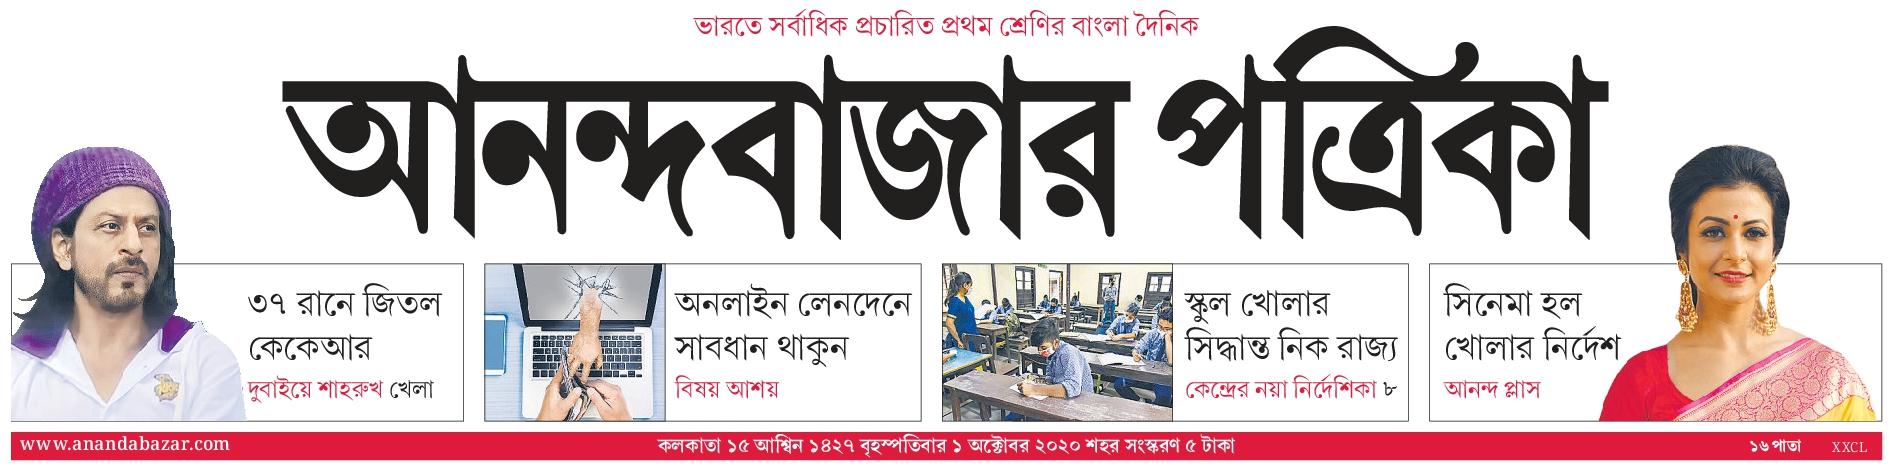 ভারতে সর্বাধিক প্রচারিত প্রথম শ্রেণির বাংলা দৈনিক
আনন্দবাজার পত্রিকা
৩৭ রানে জিতল
কেকেআর
দুবাইয়ে শাহরুখ খেলা
অনলাইন লেনদেনে
সাবধান থাকুন
বিষয় আশয়
স্কুল খোলার
সিদ্ধান্ত নিক রাজ্য
কেন্দ্রের নয়া নির্দেশিকা ৮
সিনেমা হল
খোলার নির্দেশ
আনন্দ প্লাস
www.anandabazar.com
কলকাতা ১৫ আশ্বিন ১৪২৭ বৃহস্পতিবার ১ অক্টোবর ২০২০ শহর সংস্করণ ৫ টাকা
১৬ পাতা XXCL